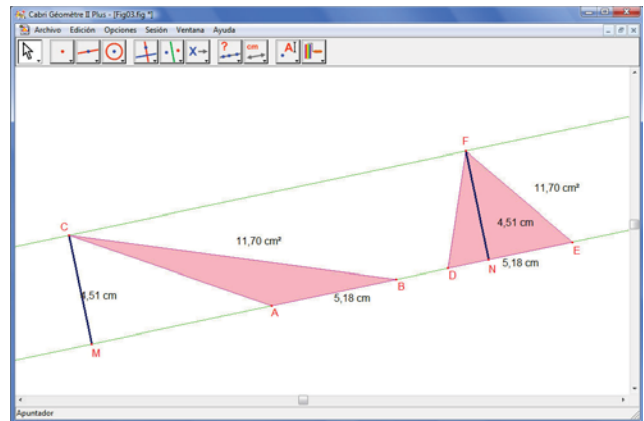 Cabri Géomètre II Plus - [Fig03.fig *]
Archivo Edición Opciones Sesión Ventana Ayuda
? cm A
F
11,70 cm²
C
4,51 cm
11,70 cm²
E
N
D
5,18 cm
B
4,51 cm
5,18 cm
A
M
Apuntador